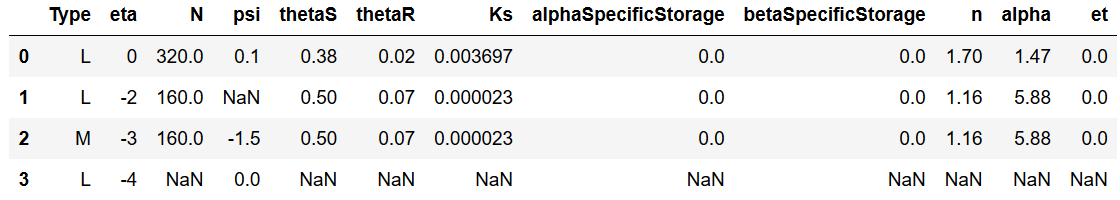 Type eta N psi thetaS thetaR Ks alphaSpecificStorage betaSpecificStorage n alpha et
0 L 0 320.0 0.1 0.38 0.02 0.003697 0.0 0.0 1.70 1.47 0.0
1 L -2 160.0 NaN 0.50 0.07 0.000023 0.0 0.0 1.16 5.88 0.0
2 M -3 160.0 -1.5 0.50 0.07 0.000023 0.0 0.0 1.16 5.88 0.0
3 L -4 NaN 0.0 NaN NaN NaN NaN NaN NaN NaN NaN